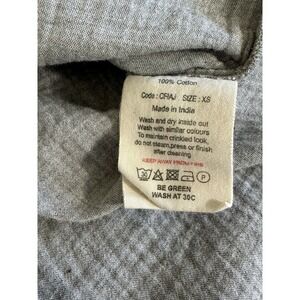 100% Cotton
Code : CRAJ SIZE : XS
Made in India
Wash and dry inside out
Wash with similar colours
To maintain crinkled look,
do not steam,press or finish
after cleaning
KEEP AWAY FROM FIRE
P
BE GREEN
WASH AT 30C